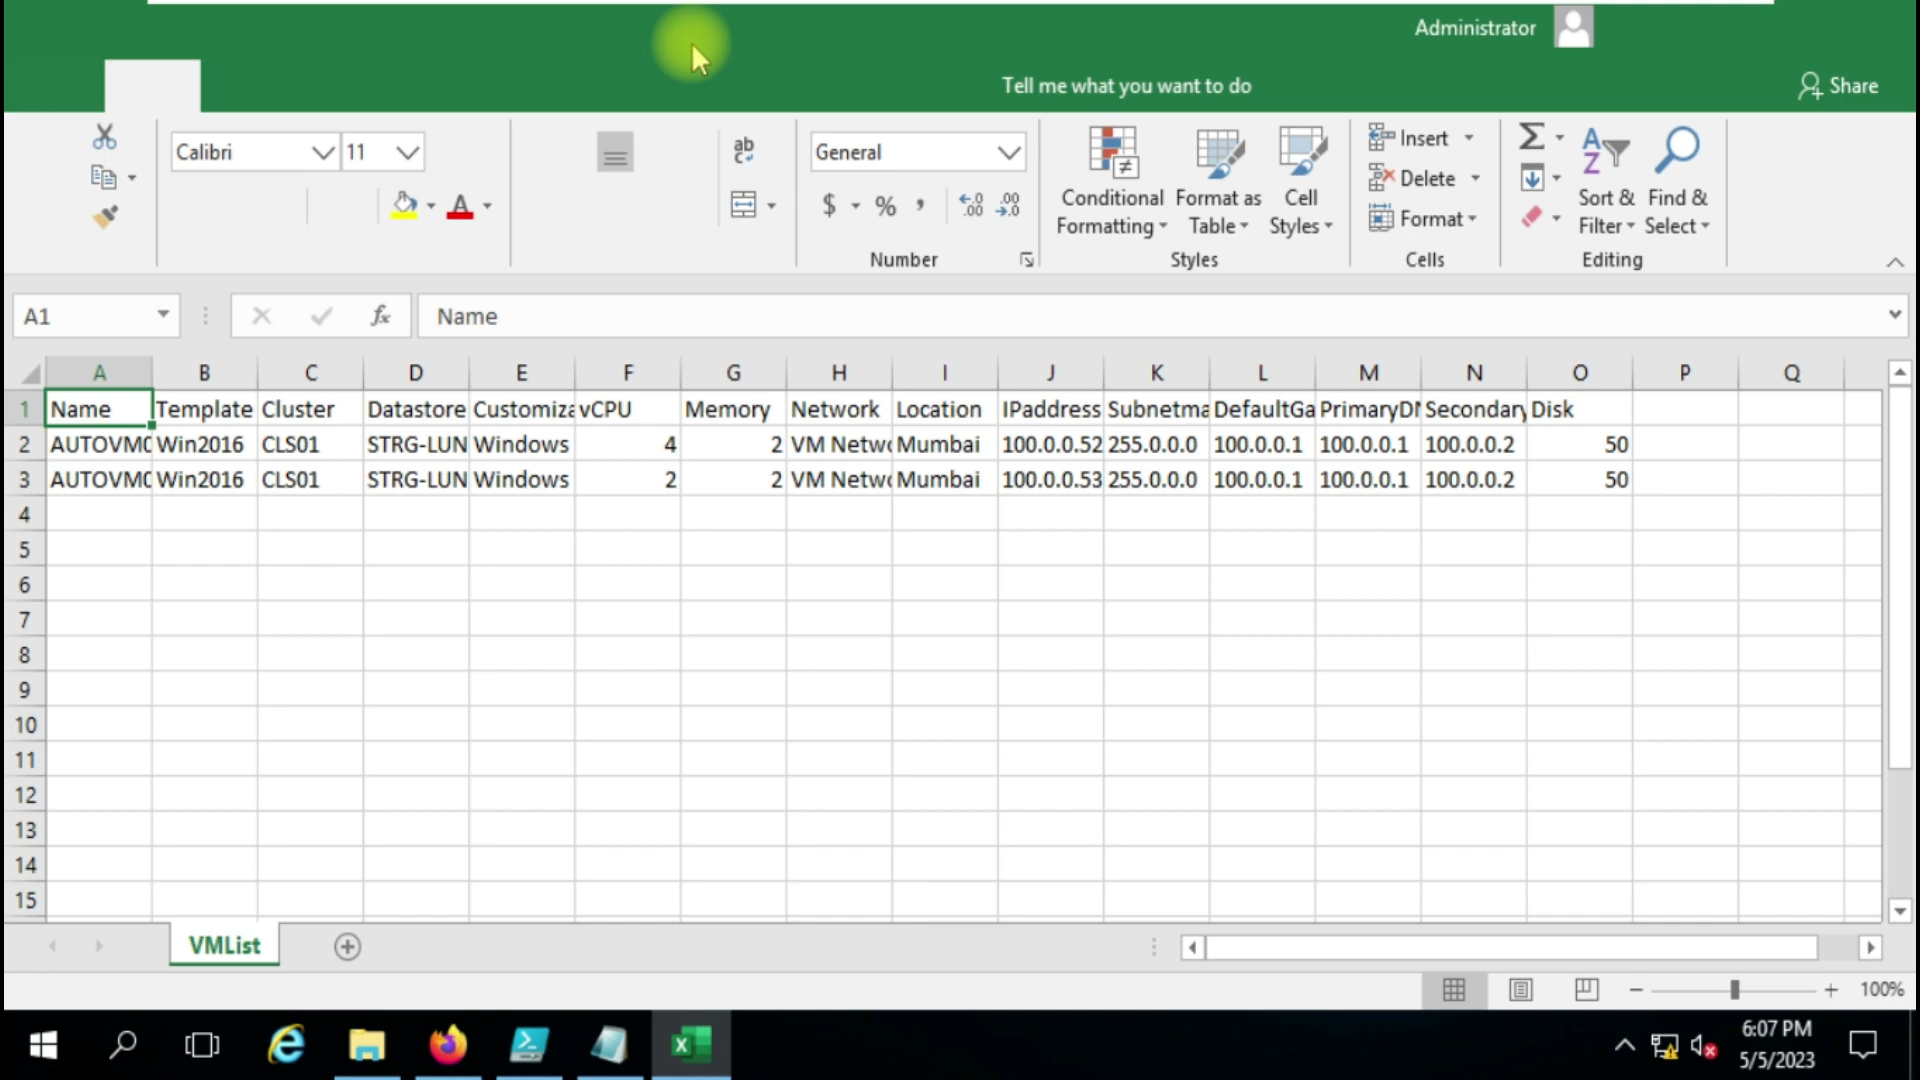 Administrator
Tell me what you want to do
Share
Calibri 11
General
$ % ,
Conditional Formatting
Format as Table
Cell Styles
Insert
Delete
Format
Sort & Filter
Find & Select
Number
Styles
Cells
Editing
A1 fx Name
A B C D E F G H I J K L M N O P Q
1 Name Template Cluster Datastore Customiza vCPU Memory Network Location IPaddress Subnetma DefaultGa PrimaryDN Secondary Disk
2 AUTOVM0 Win2016 CLS01 STRG-LUN Windows 4 2 VM Netwo Mumbai 100.0.0.52 255.0.0.0 100.0.0.1 100.0.0.1 100.0.0.2 50
3 AUTOVM0 Win2016 CLS01 STRG-LUN Windows 2 2 VM Netwo Mumbai 100.0.0.53 255.0.0.0 100.0.0.1 100.0.0.1 100.0.0.2 50
4
5
6
7
8
9
10
11
12
13
14
15
VMList
100%
6:07 PM
5/5/2023